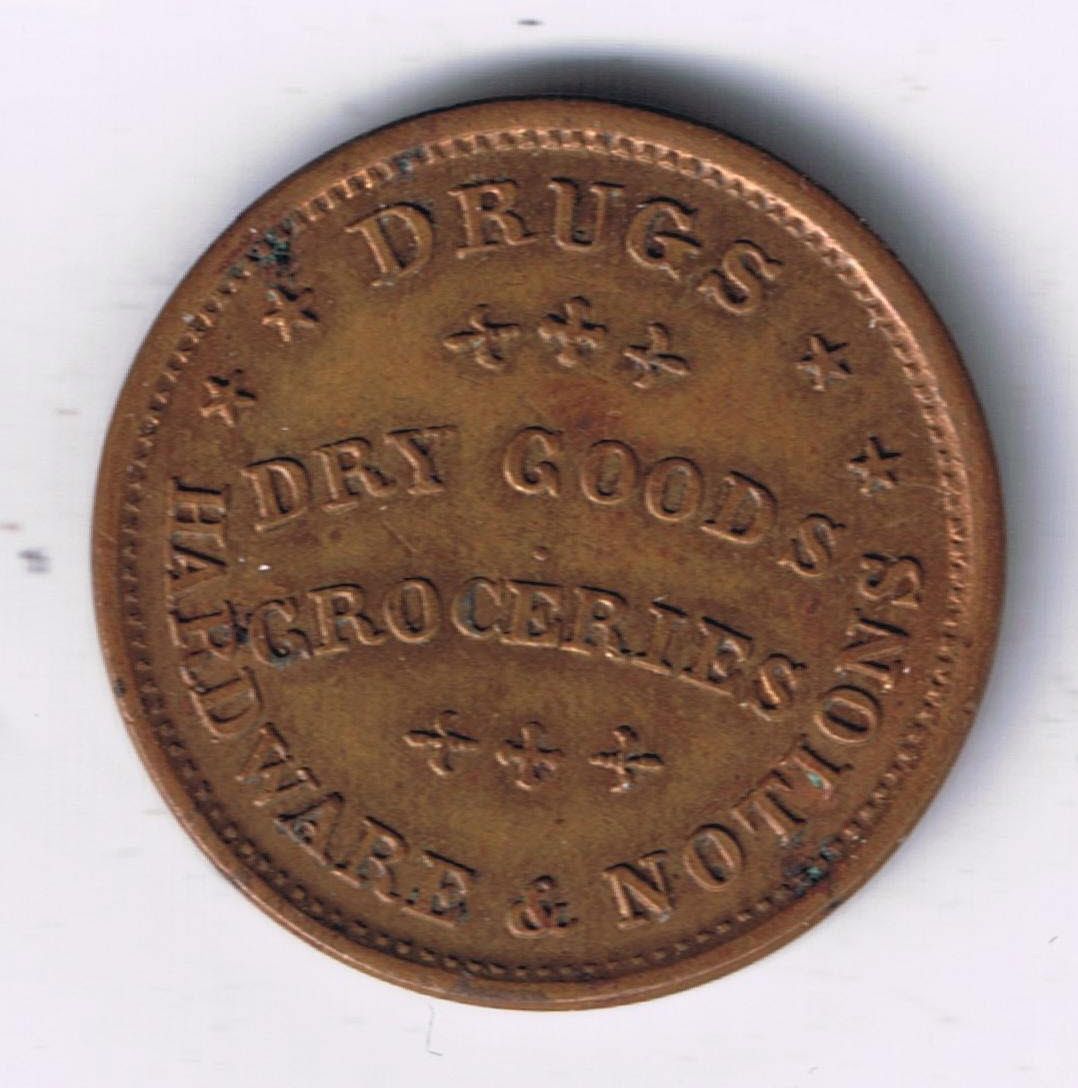 DRUGS
DRY GOODS
GROCERIES
HARDWARE & NOTIONS